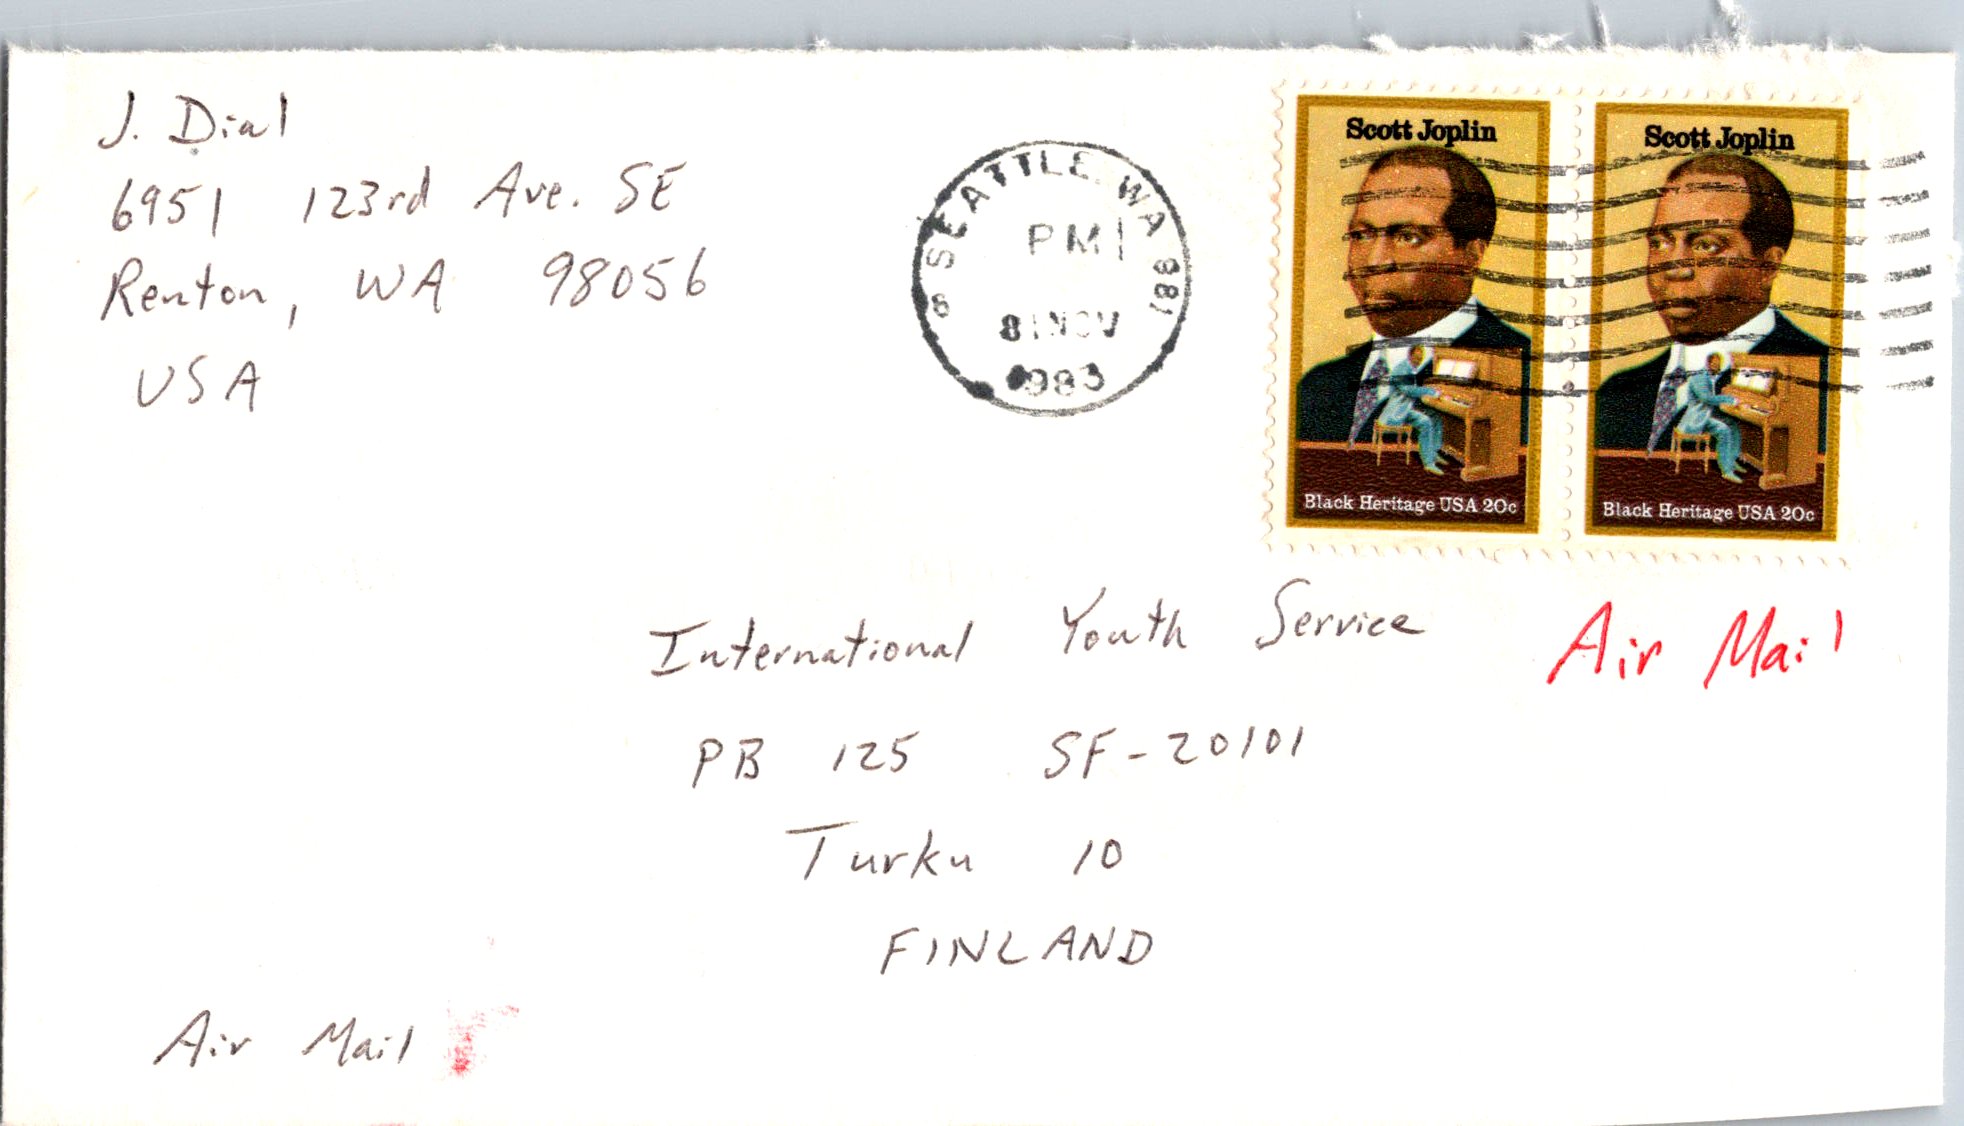 J. Dial
6951 123rd Ave. SE
Renton, WA 98056
USA
SEATTLE, WA 981
PM
NOV
1983
Scott Joplin
Black Heritage USA 20c
Scott Joplin
Black Heritage USA 20c
Air Mail
International Youth Service
PB 125 SF-20101
Turku 10
FINLAND
Air Mail